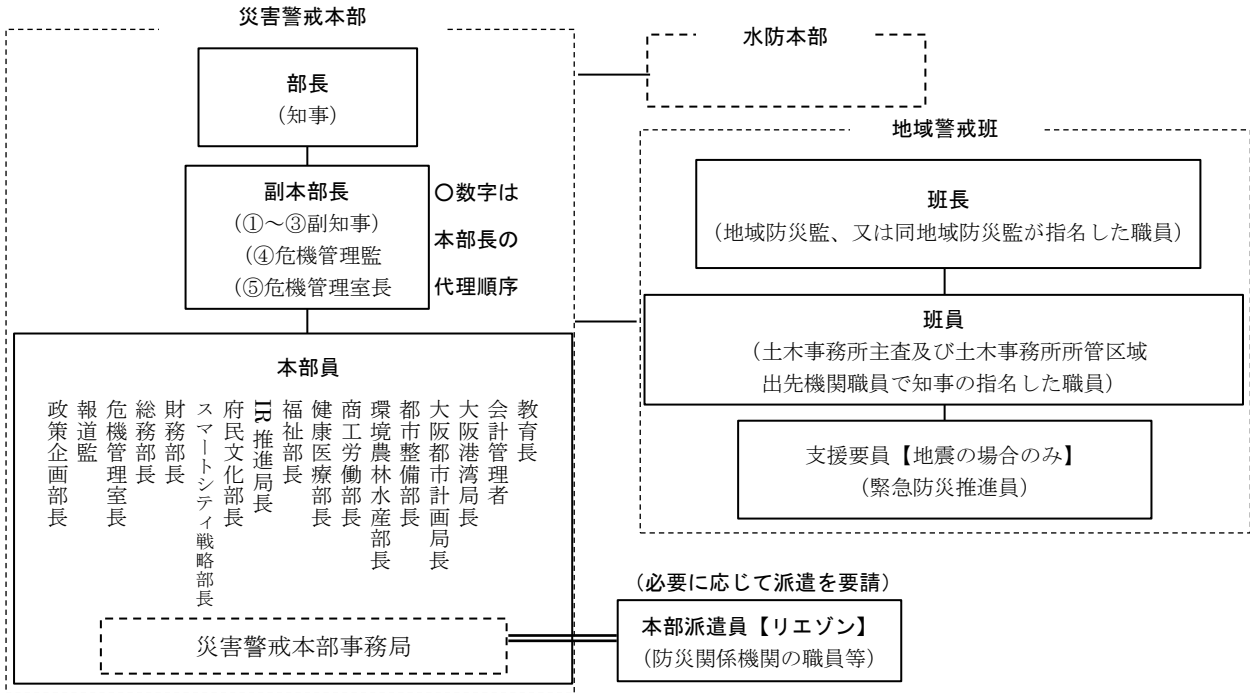 災害警戒本部
部長
（知事）
副本部長
（①～③副知事）
（④危機管理監
（⑤危機管理室長
〇数字は
本部長の
代理順序
本部員
政策企画部長
報道監
危機管理室長
総務部長
財務部長
スマートシティ戦略部長
府民文化部長
IR推進局長
福祉部長
健康医療部長
商工労働部長
環境農林水産部長
都市整備部長
大阪都市計画局長
大阪港湾局長
会計管理者
教育長
災害警戒本部事務局
水防本部
地域警戒班
班長
（地域防災監、又は同地域防災監が指名した職員）
班員
（土木事務所主査及び土木事務所所管区域
出先機関職員で知事の指名した職員）
支援要員【地震の場合のみ】
（緊急防災推進員）
（必要に応じて派遣を要請）
本部派遣員【リエゾン】
（防災関係機関の職員等）